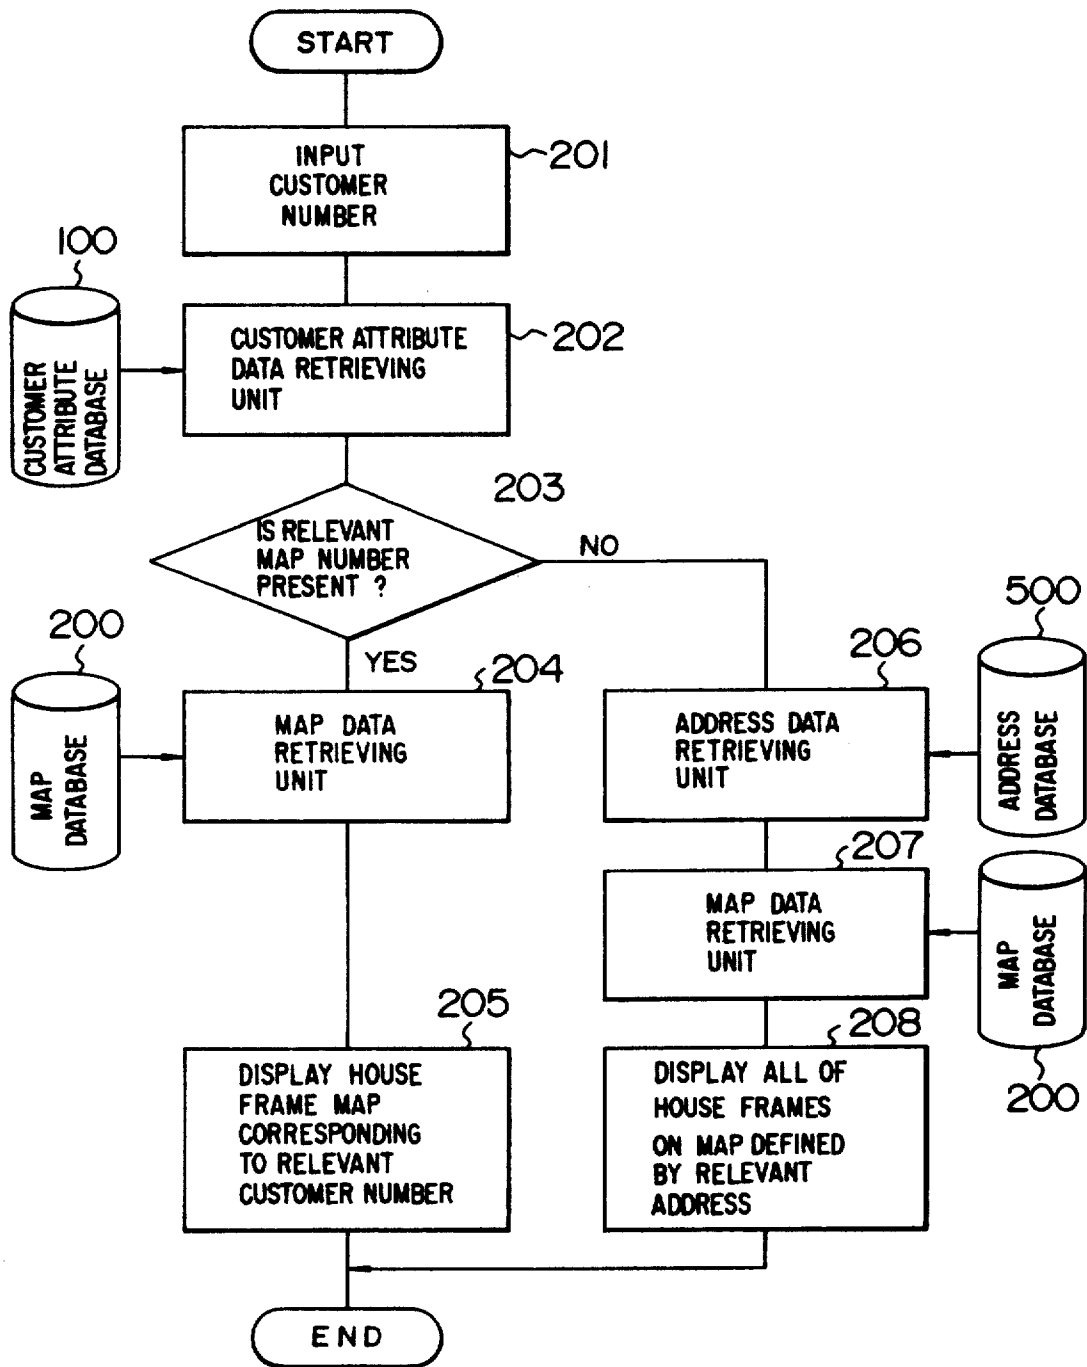 START
INPUT
CUSTOMER
NUMBER
201
100
CUSTOMER
ATTRIBUTE
DATABASE
CUSTOMER ATTRIBUTE
DATA RETRIEVING
UNIT
202
203
IS RELEVANT
MAP NUMBER
PRESENT ?
NO
YES
200
MAP
DATABASE
204
MAP DATA
RETRIEVING
UNIT
206
ADDRESS DATA
RETRIEVING
UNIT
500
ADDRESS
DATABASE
207
MAP DATA
RETRIEVING
UNIT
MAP
DATABASE
200
205
DISPLAY HOUSE
FRAME MAP
CORRESPONDING
TO RELEVANT
CUSTOMER NUMBER
208
DISPLAY ALL OF
HOUSE FRAMES
ON MAP DEFINED
BY RELEVANT
ADDRESS
END